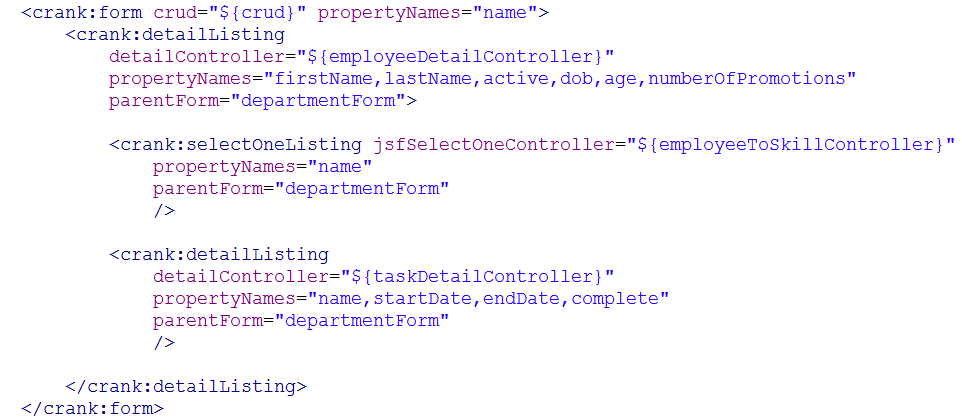 <crank:form crud="${crud}" propertyNames="name">
<crank:detailListing
detailController="${employeeDetailController}"
propertyNames="firstName,lastName,active,dob,age,numberOfPromotions"
parentForm="departmentForm">
<crank:selectOneListing jsfSelectOneController="${employeeToSkillController}"
propertyNames="name"
parentForm="departmentForm"
/>
<crank:detailListing
detailController="${taskDetailController}"
propertyNames="name,startDate,endDate,complete"
parentForm="departmentForm"
/>
</crank:detailListing>
</crank:form>